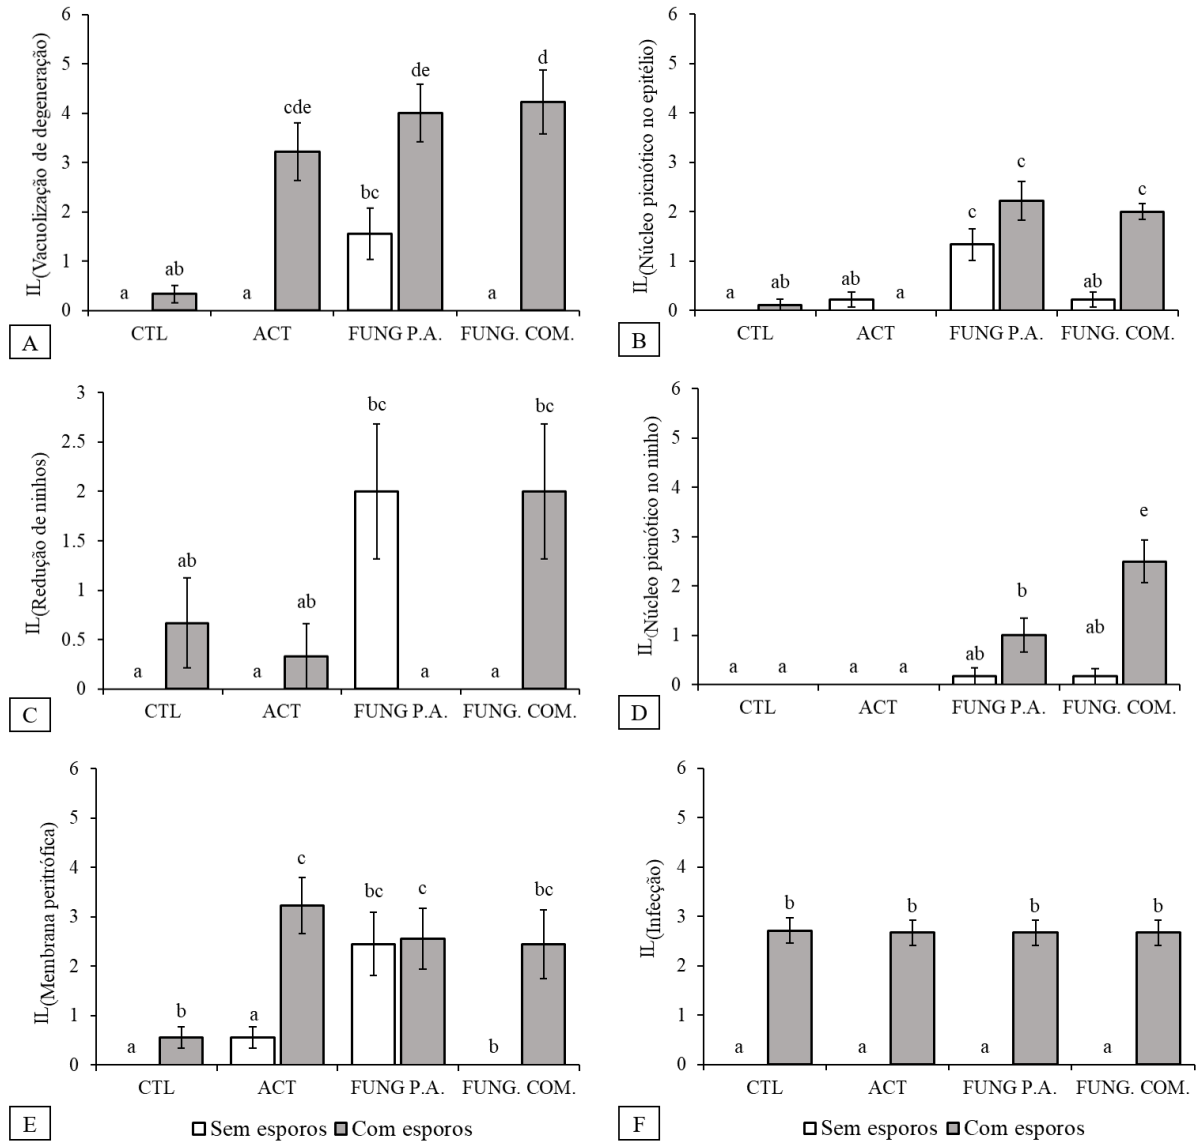 IL(Vacuolização de degeneração)
6
5
4
3
2
1
0
a
ab
a
cde
bc
de
a
d
CTL
ACT
FUNG P.A.
FUNG. COM.
A
IL(Núcleo picnótico no epitélio)
6
5
4
3
2
1
0
a
ab
ab
a
c
c
ab
c
CTL
ACT
FUNG P.A.
FUNG. COM.
B
IL(Redução de ninhos)
3
2.5
2
1.5
1
0.5
0
a
ab
a
ab
bc
a
a
bc
CTL
ACT
FUNG P.A.
FUNG. COM.
C
IL(Núcleo picnótico no ninho)
6
5
4
3
2
1
0
a
a
a
a
ab
b
ab
e
CTL
ACT
FUNG P.A.
FUNG. COM.
D
IL(Membrana peritrófica)
6
5
4
3
2
1
0
a
b
a
c
bc
c
b
bc
CTL
ACT
FUNG P.A.
FUNG. COM.
E
Sem esporos
Com esporos
IL(Infecção)
6
5
4
3
2
1
0
a
b
a
b
a
b
a
b
CTL
ACT
FUNG P.A.
FUNG. COM.
F
Sem esporos
Com esporos